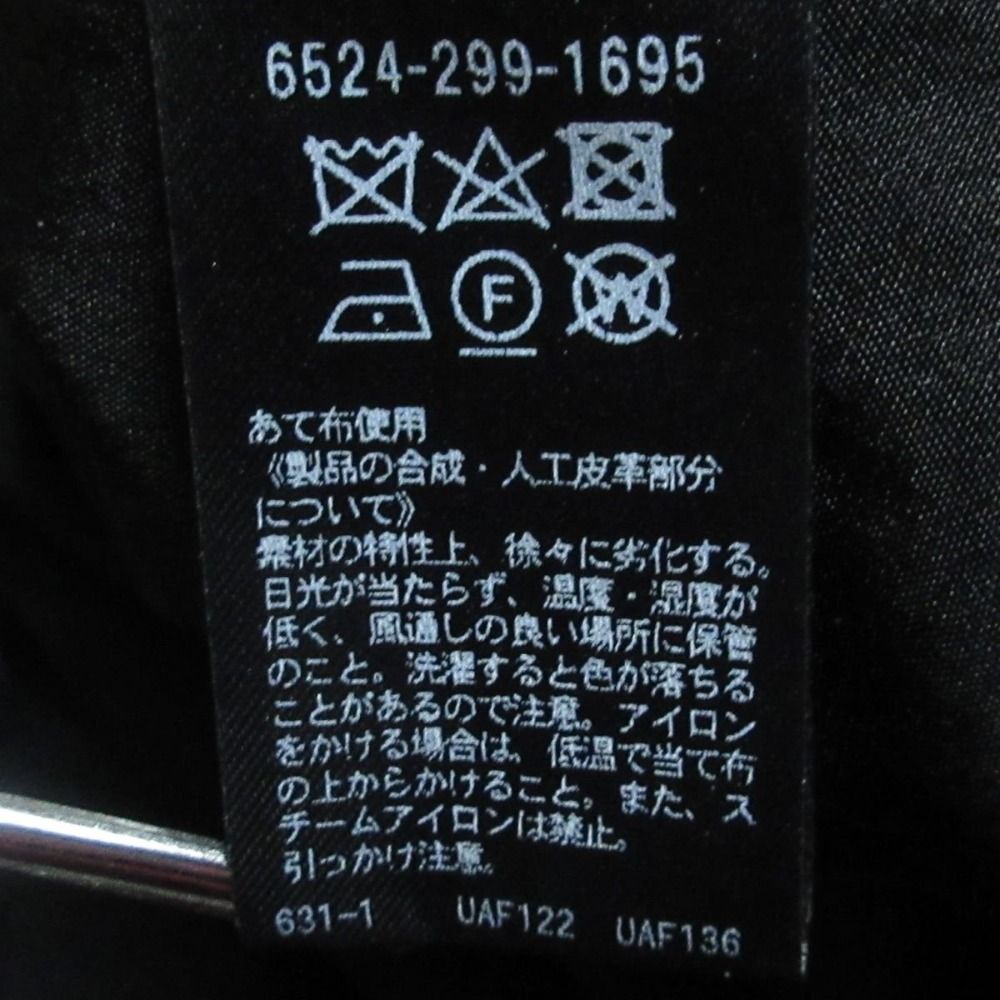 6524-299-1695
F
W
あて布使用
《製品の合成・人工皮革部分
について》
素材の特性上、徐々に劣化する。
日光が当たらず、温度・湿度が
低く、風通しの良い場所に保管
のこと。洗濯すると色が落ちる
ことがあるので注意。アイロン
をかける場合は、低温で当て布
の上からかけること。また、ス
チームアイロンは禁止。
引っかけ注意。
631-1 UAF122 UAF136